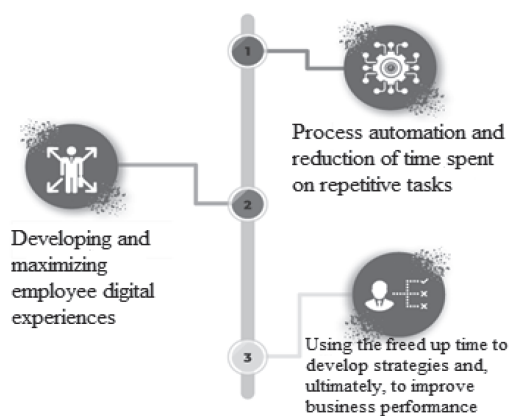 1
Process automation and
reduction of time spent
on repetitive tasks
2
Developing and
maximizing
employee digital
experiences
3
Using the freed up time to
develop strategies and,
ultimately, to improve
business performance